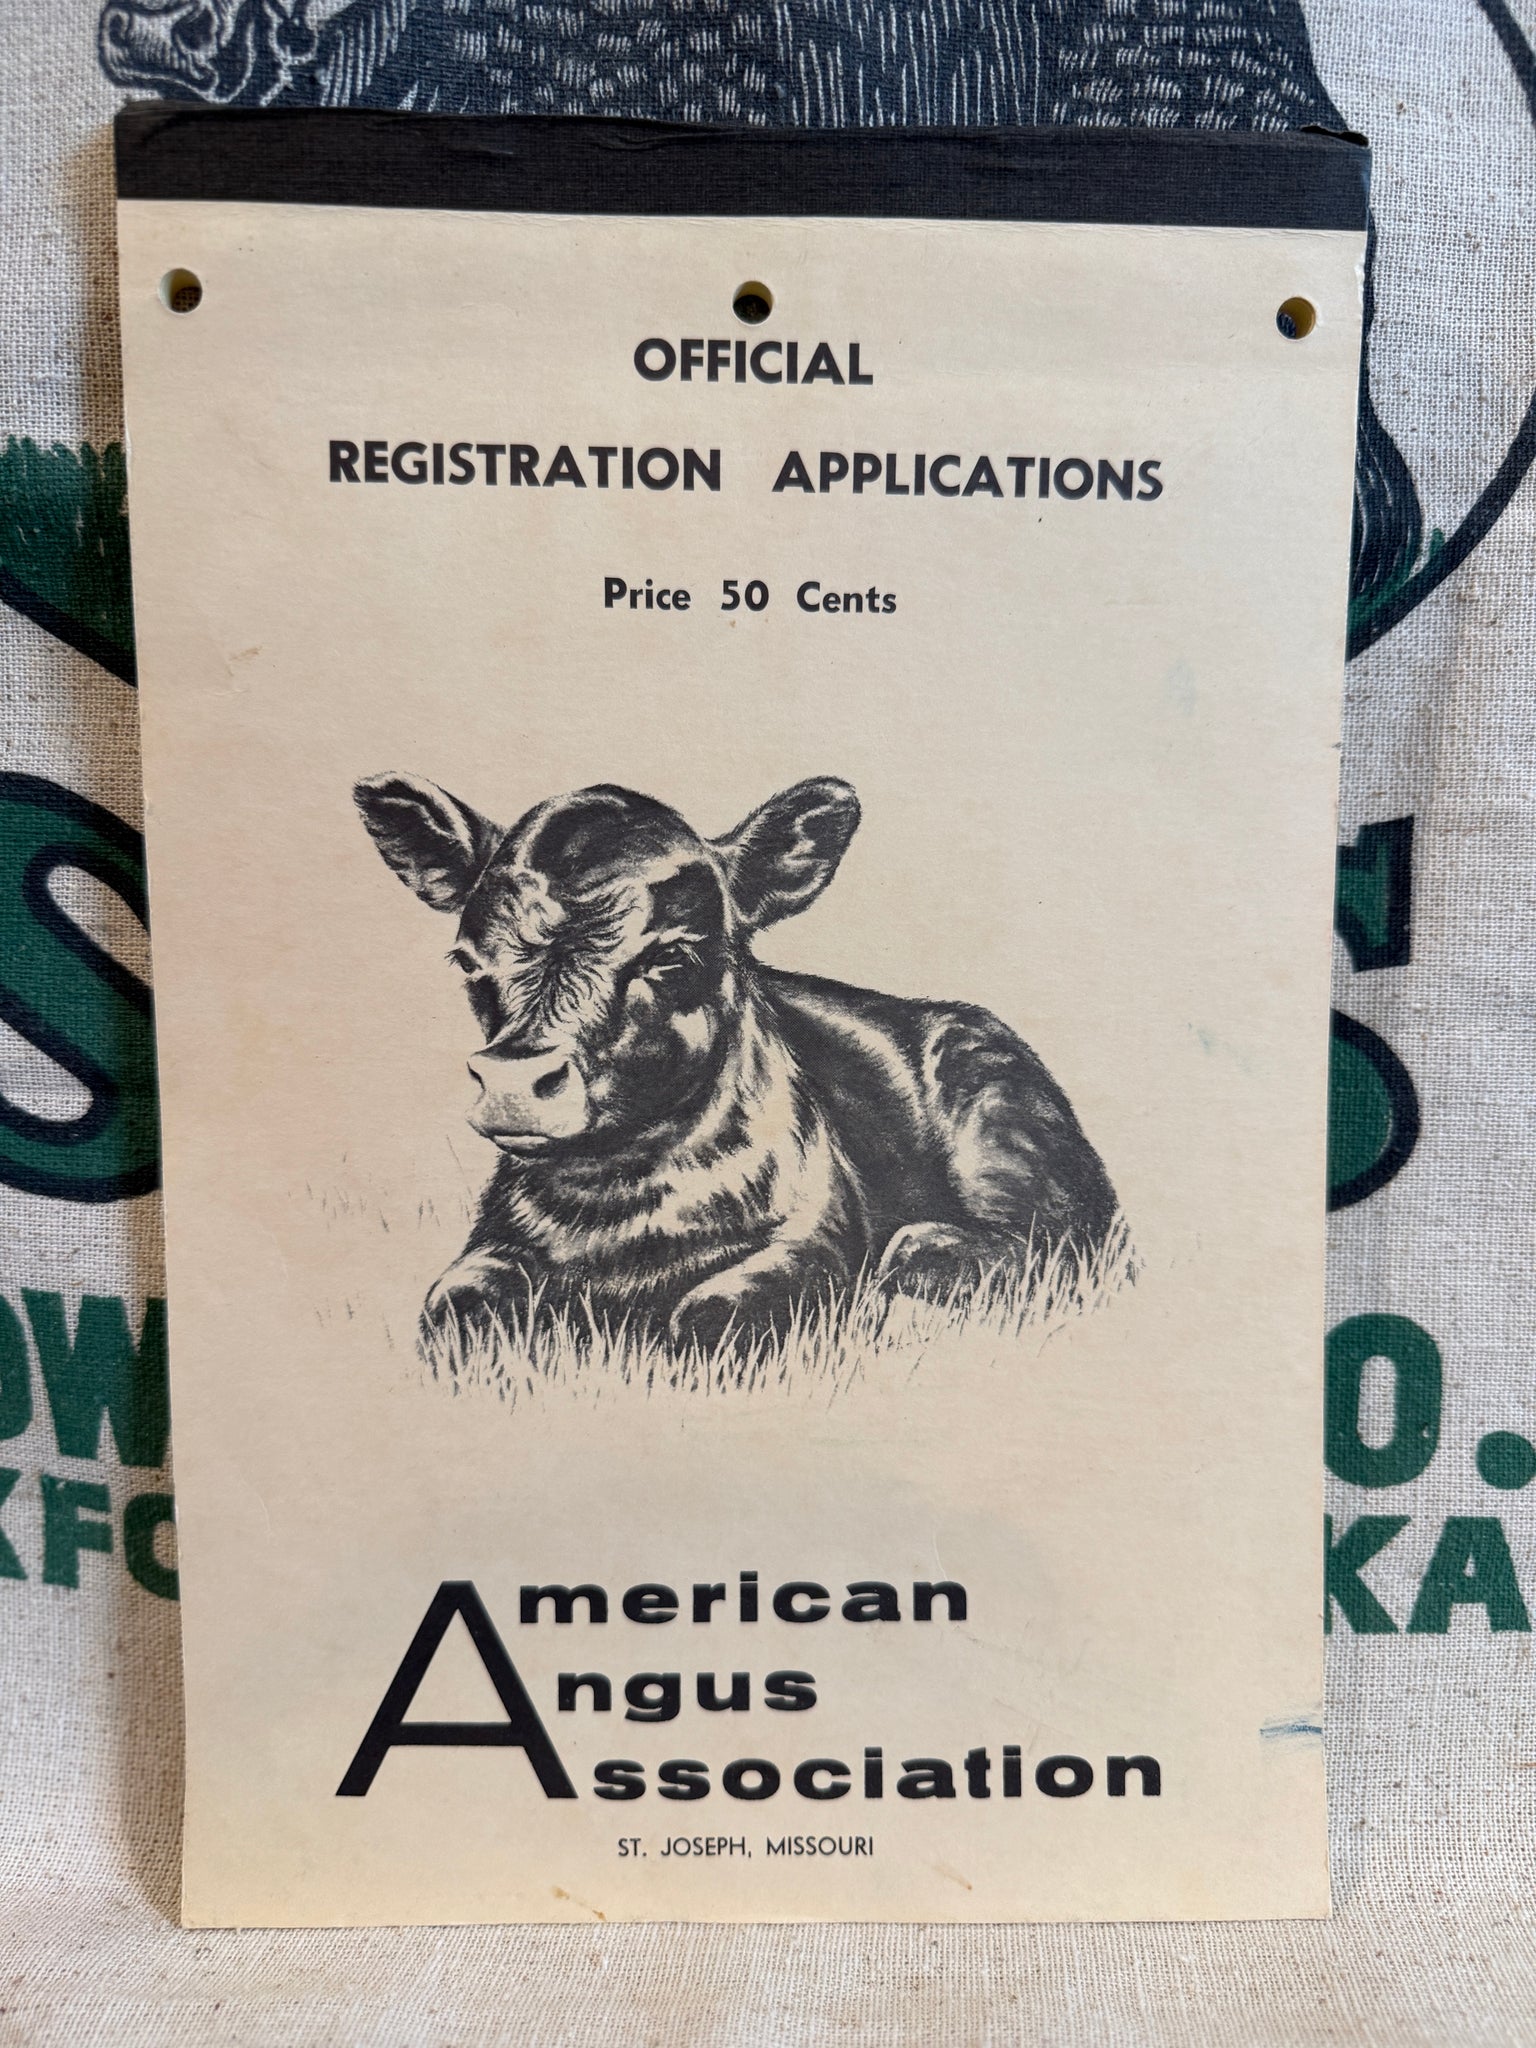 OFFICIAL
REGISTRATION APPLICATIONS
Price 50 Cents
American
Angus
Association
ST. JOSEPH, MISSOURI